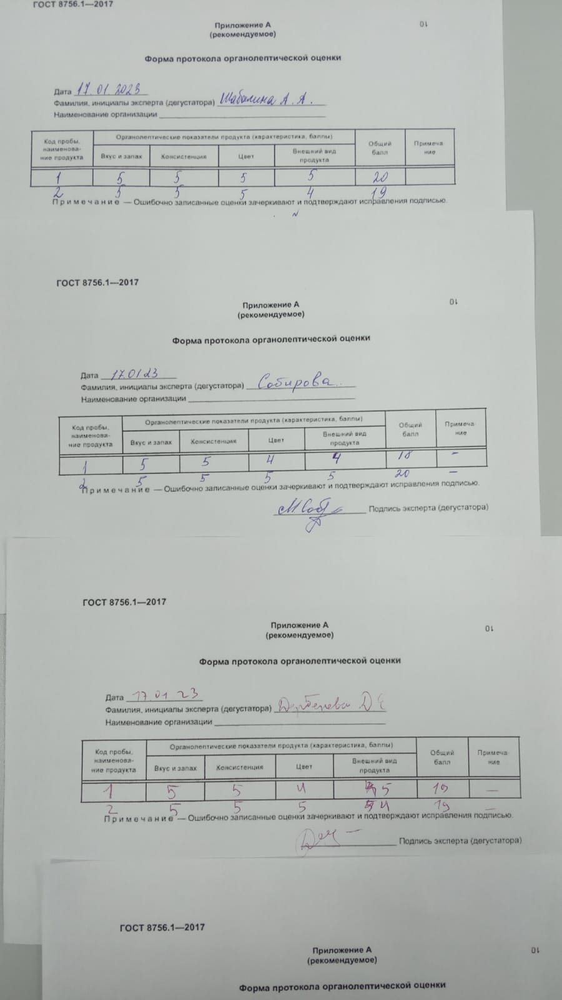 ГОСТ 8756.1—2017
10
Приложение А
(рекомендуемое)
Форма протокола органолептической оценки
Дата 17.01.2023
Фамилия, инициалы эксперта (дегустатора) Шабалина А. А.
Наименование организации
Код пробы, наименова-ние продукта Органолептические показатели продукта (характеристика, баллы) Общий балл Примеча-ние
Вкус и запах Консистенция Цвет Внешний вид продукта
1 5 5 5 5 20
2 5 5 5 4 19
Примечание — Ошибочно записанные оценки зачеркивают и подтверждают исправления подписью.
ГОСТ 8756.1—2017
10
Приложение А
(рекомендуемое)
Форма протокола органолептической оценки
Дата 17.01 23
Фамилия, инициалы эксперта (дегустатора) Собирова.
Наименование организации
Код пробы, наименова-ние продукта Органолептические показатели продукта (характеристика, баллы) Общий балл Примеча-ние
Вкус и запах Консистенция Цвет Внешний вид продукта
1 5 5 4 4 18 –
2 5 5 5 5 20 –
Примечание — Ошибочно записанные оценки зачеркивают и подтверждают исправления подписью.
Подпись эксперта (дегустатора)
ГОСТ 8756.1—2017
10
Приложение А
(рекомендуемое)
Форма протокола органолептической оценки
Дата 17.01 23
Фамилия, инициалы эксперта (дегустатора) Д Е
Наименование организации
Код пробы, наименова-ние продукта Органолептические показатели продукта (характеристика, баллы) Общий балл Примеча-ние
Вкус и запах Консистенция Цвет Внешний вид продукта
1 5 5 4 5 19 —
2 5 5 5 4 19 —
Примечание — Ошибочно записанные оценки зачеркивают и подтверждают исправления подписью.
Подпись эксперта (дегустатора)
ГОСТ 8756.1—2017
10
Приложение А
(рекомендуемое)
Форма протокола органолептической оценки